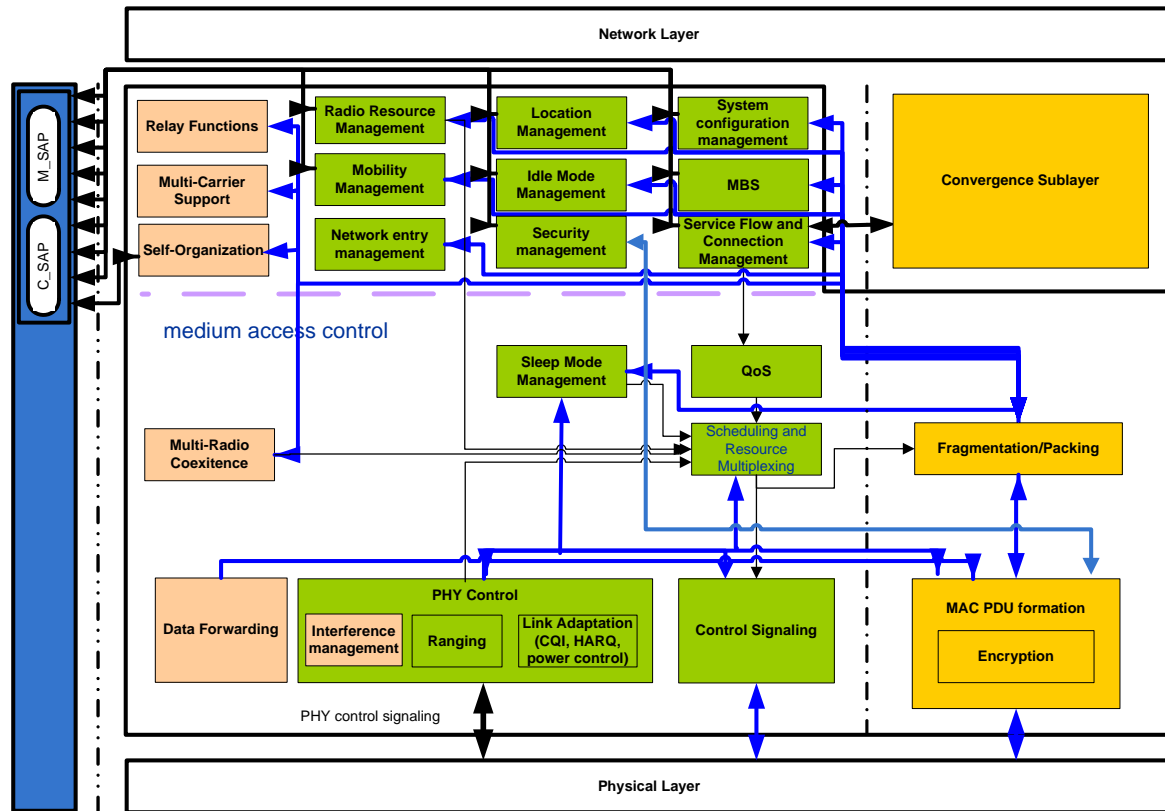 Network Layer
M_SAP
C_SAP
Relay Functions
Radio Resource
Management
Location
Management
System
configuration
management
Convergence Sublayer
Multi-Carrier
Support
Mobility
Management
Idle Mode
Management
MBS
Self-Organization
Network entry
management
Security
management
Service Flow and
Connection
Management
medium access control
Sleep Mode
Management
QoS
Multi-Radio
Coexitence
Scheduling and
Resource
Multiplexing
Fragmentation/Packing
Data Forwarding
PHY Control
Interference
management
Ranging
Link Adaptation
(CQI, HARQ,
power control)
Control Signaling
MAC PDU formation
Encryption
PHY control signaling
Physical Layer